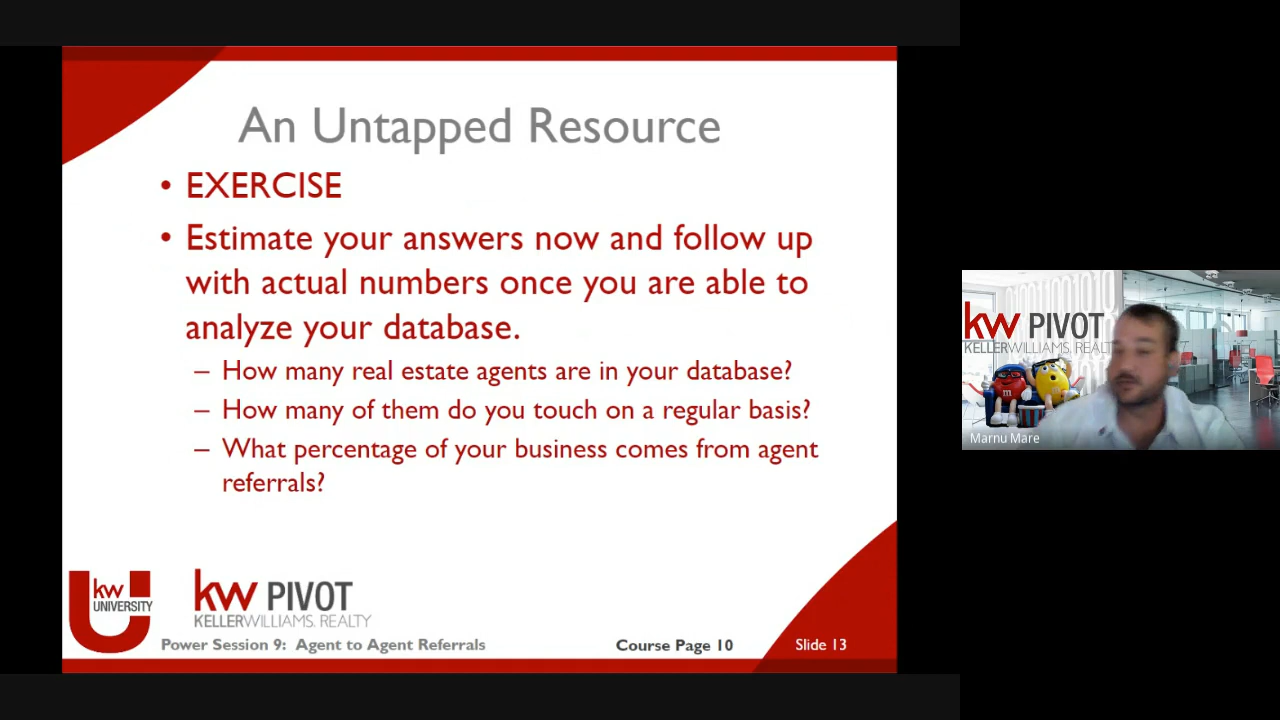 An Untapped Resource
• EXERCISE
• Estimate your answers now and follow up
with actual numbers once you are able to
analyze your database.
– How many real estate agents are in your database?
– How many of them do you touch on a regular basis?
– What percentage of your business comes from agent
referrals?
kw
UNIVERSITY
kw PIVOT
KELLERWILLIAMS. REALTY
Power Session 9: Agent to Agent Referrals
Course Page 10
Slide 13
kw PIVOT
KELLERWILLIAMS. REALTY
m
Marnu Mare